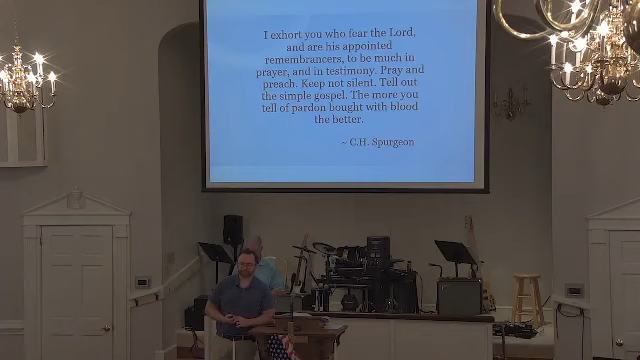 I exhort you who fear the Lord,
and are his appointed
remembrancers, to be much in
prayer, and in testimony. Pray and
preach. Keep not silent. Tell out
the simple gospel. The more you
tell of pardon bought with blood
the better.
~ C.H. Spurgeon